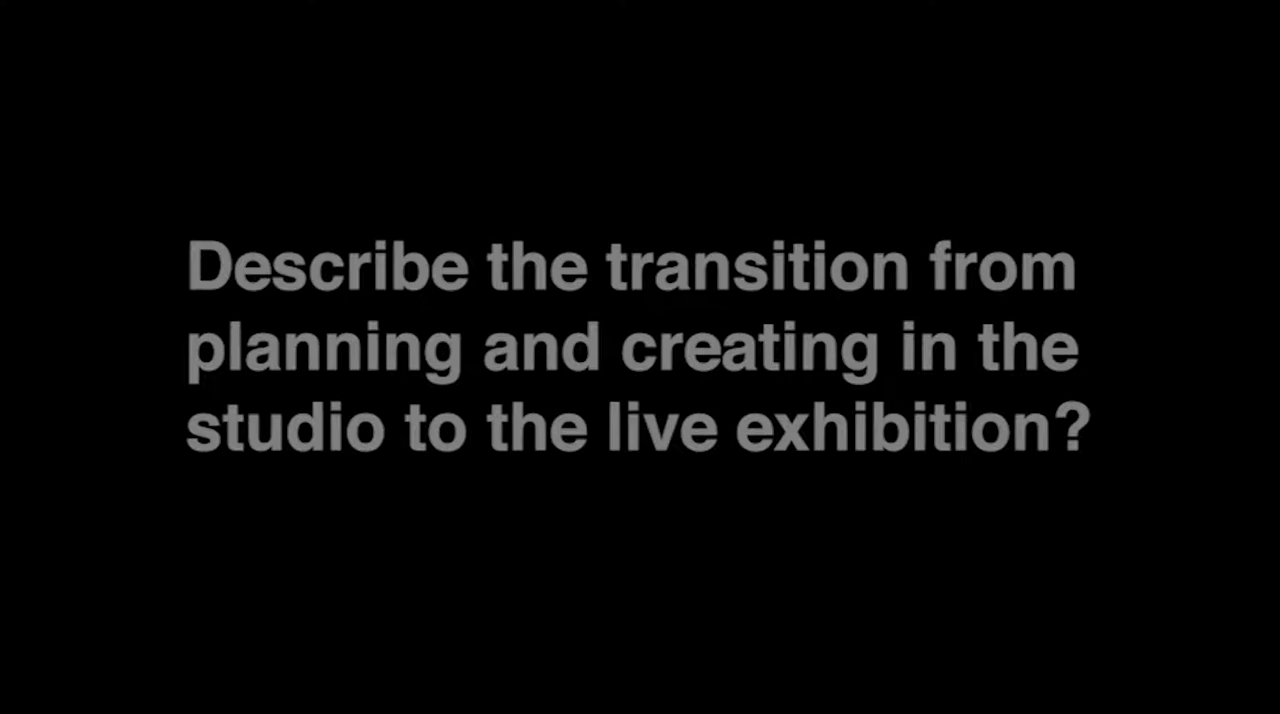 Describe the transition from
planning and creating in the
studio to the live exhibition?